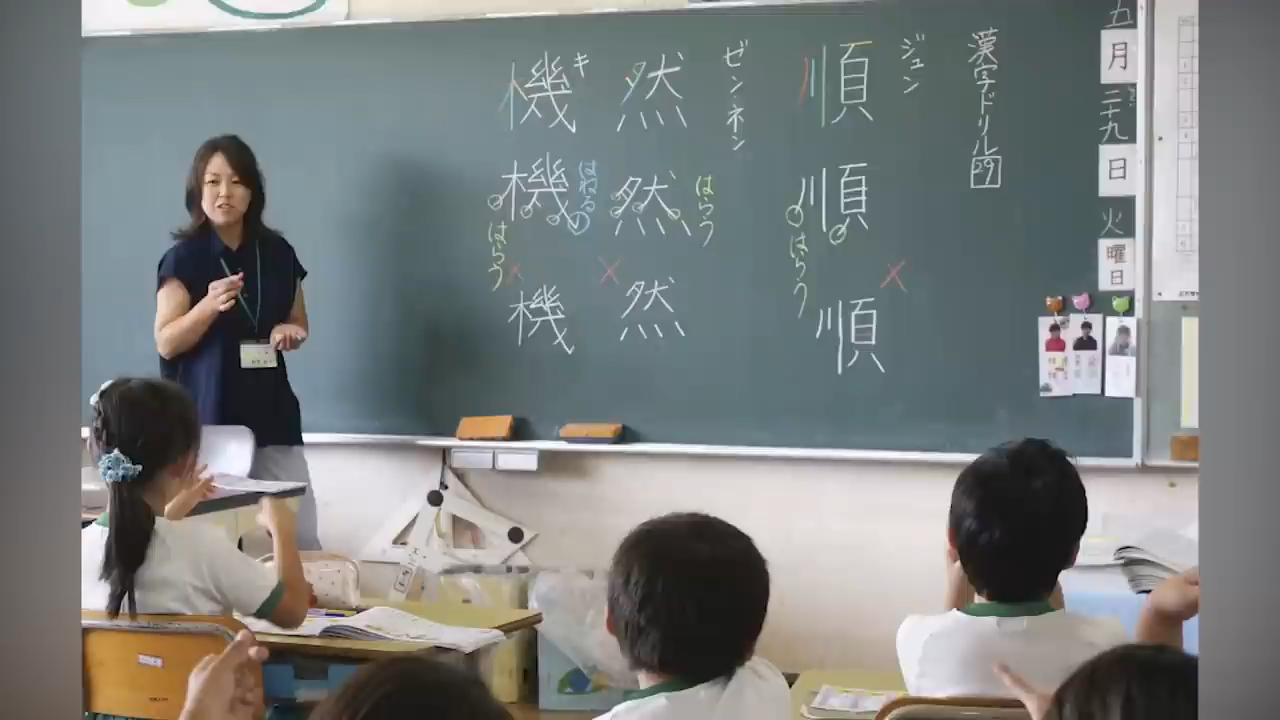 五月二十九日
火曜日
漢字ドリル29
ジュン
順
順
はらう
順
ゼン・ネン
然
然
はらう
然
キ
機
機
はねる
はらう
機